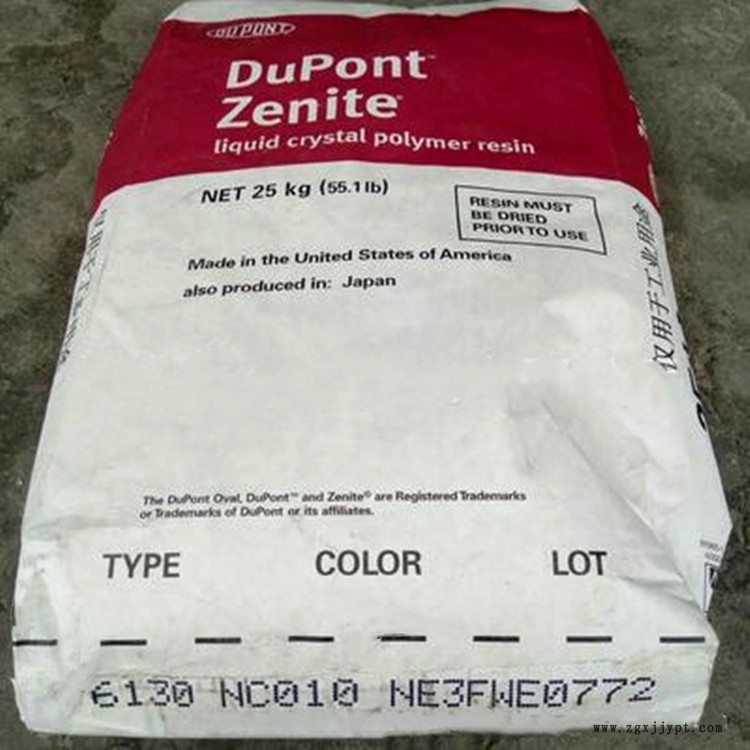 DUPONT
DuPont™
Zenite®
liquid crystal polymer resin
NET 25 kg (55.1 lb)
RESIN MUST
BE DRIED
PRIOR TO USE
Made in the United States of America
also produced in: Japan
仅用于工业用途
The DuPont Oval, DuPont™ and Zenite® are Registered Trademarks
or Trademarks of DuPont or its affiliates.
TYPE COLOR LOT
6130 NC010 NE3FWE0772
www.zgxjjypt.com